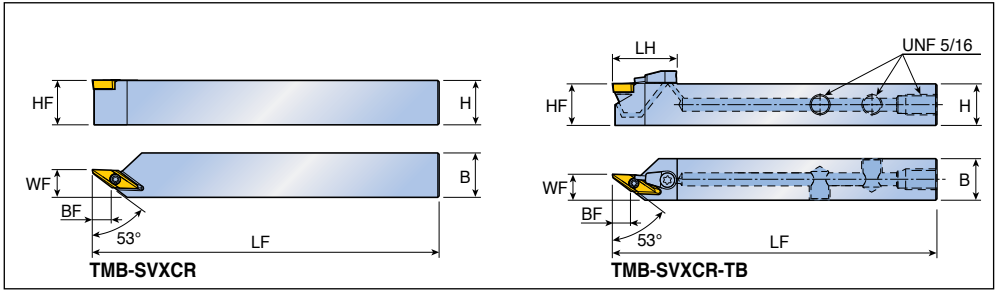 HF
H
WF
B
BF
53°
LF
TMB-SVXCR
LH
UNF 5/16
HF
H
WF
B
BF
53°
LF
TMB-SVXCR-TB